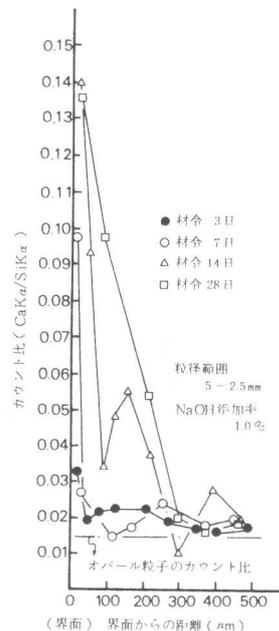 カウント比(CaKα/SiKα)
0.15
0.14
0.13
0.12
0.11
0.10
0.09
0.08
0.07
0.06
0.05
0.04
0.03
0.02
0.01
● 材令 3日
○ 材令 7日
△ 材令 14日
□ 材令 28日
粒径範囲
5-2.5mm
NaOH添加率
1.0%
オパール粒子のカウント比
0 100 200 300 400 500
(界面) 界面からの距離(μm)